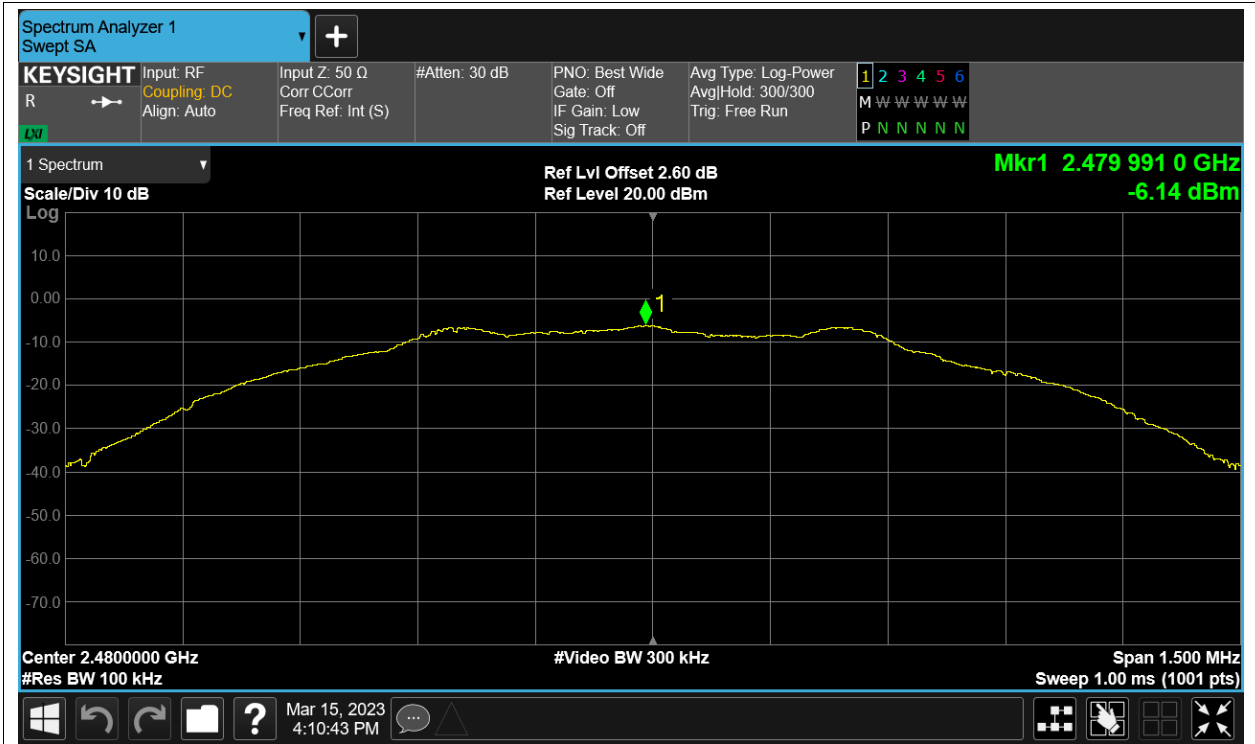 Spectrum Analyzer 1
Swept SA
KEYSIGHT
R
LXI
Input: RF
Coupling: DC
Align: Auto
Input Z: 50 Ω
Corr CCorr
Freq Ref: Int (S)
#Atten: 30 dB
PNO: Best Wide
Gate: Off
IF Gain: Low
Sig Track: Off
Avg Type: Log-Power
Avg|Hold: 300/300
Trig: Free Run
1 2 3 4 5 6
M W W W W W
P N N N N N
1 Spectrum
Scale/Div 10 dB
Log
Ref Lvl Offset 2.60 dB
Ref Level 20.00 dBm
Mkr1 2.479 991 0 GHz
-6.14 dBm
10.0
0.00
1
-10.0
-20.0
-30.0
-40.0
-50.0
-60.0
-70.0
Center 2.4800000 GHz
#Res BW 100 kHz
#Video BW 300 kHz
Span 1.500 MHz
Sweep 1.00 ms (1001 pts)
?
Mar 15, 2023
4:10:43 PM